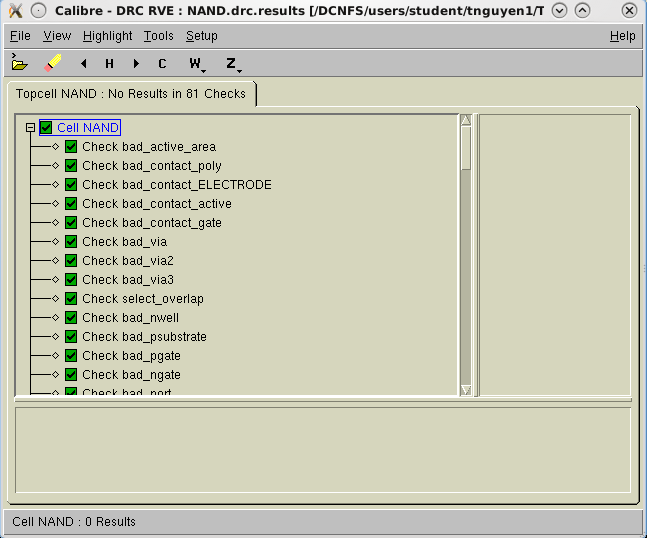 Calibre - DRC RVE : NAND.drc.results [/DCNFS/users/student/tnguyen1/T
File View Highlight Tools Setup Help
H C W Z
Topcell NAND : No Results in 81 Checks
Cell NAND
Check bad_active_area
Check bad_contact_poly
Check bad_contact_ELECTRODE
Check bad_contact_active
Check bad_contact_gate
Check bad_via
Check bad_via2
Check bad_via3
Check select_overlap
Check bad_nwell
Check bad_psubstrate
Check bad_pgate
Check bad_ngate
Check
Cell NAND : 0 Results